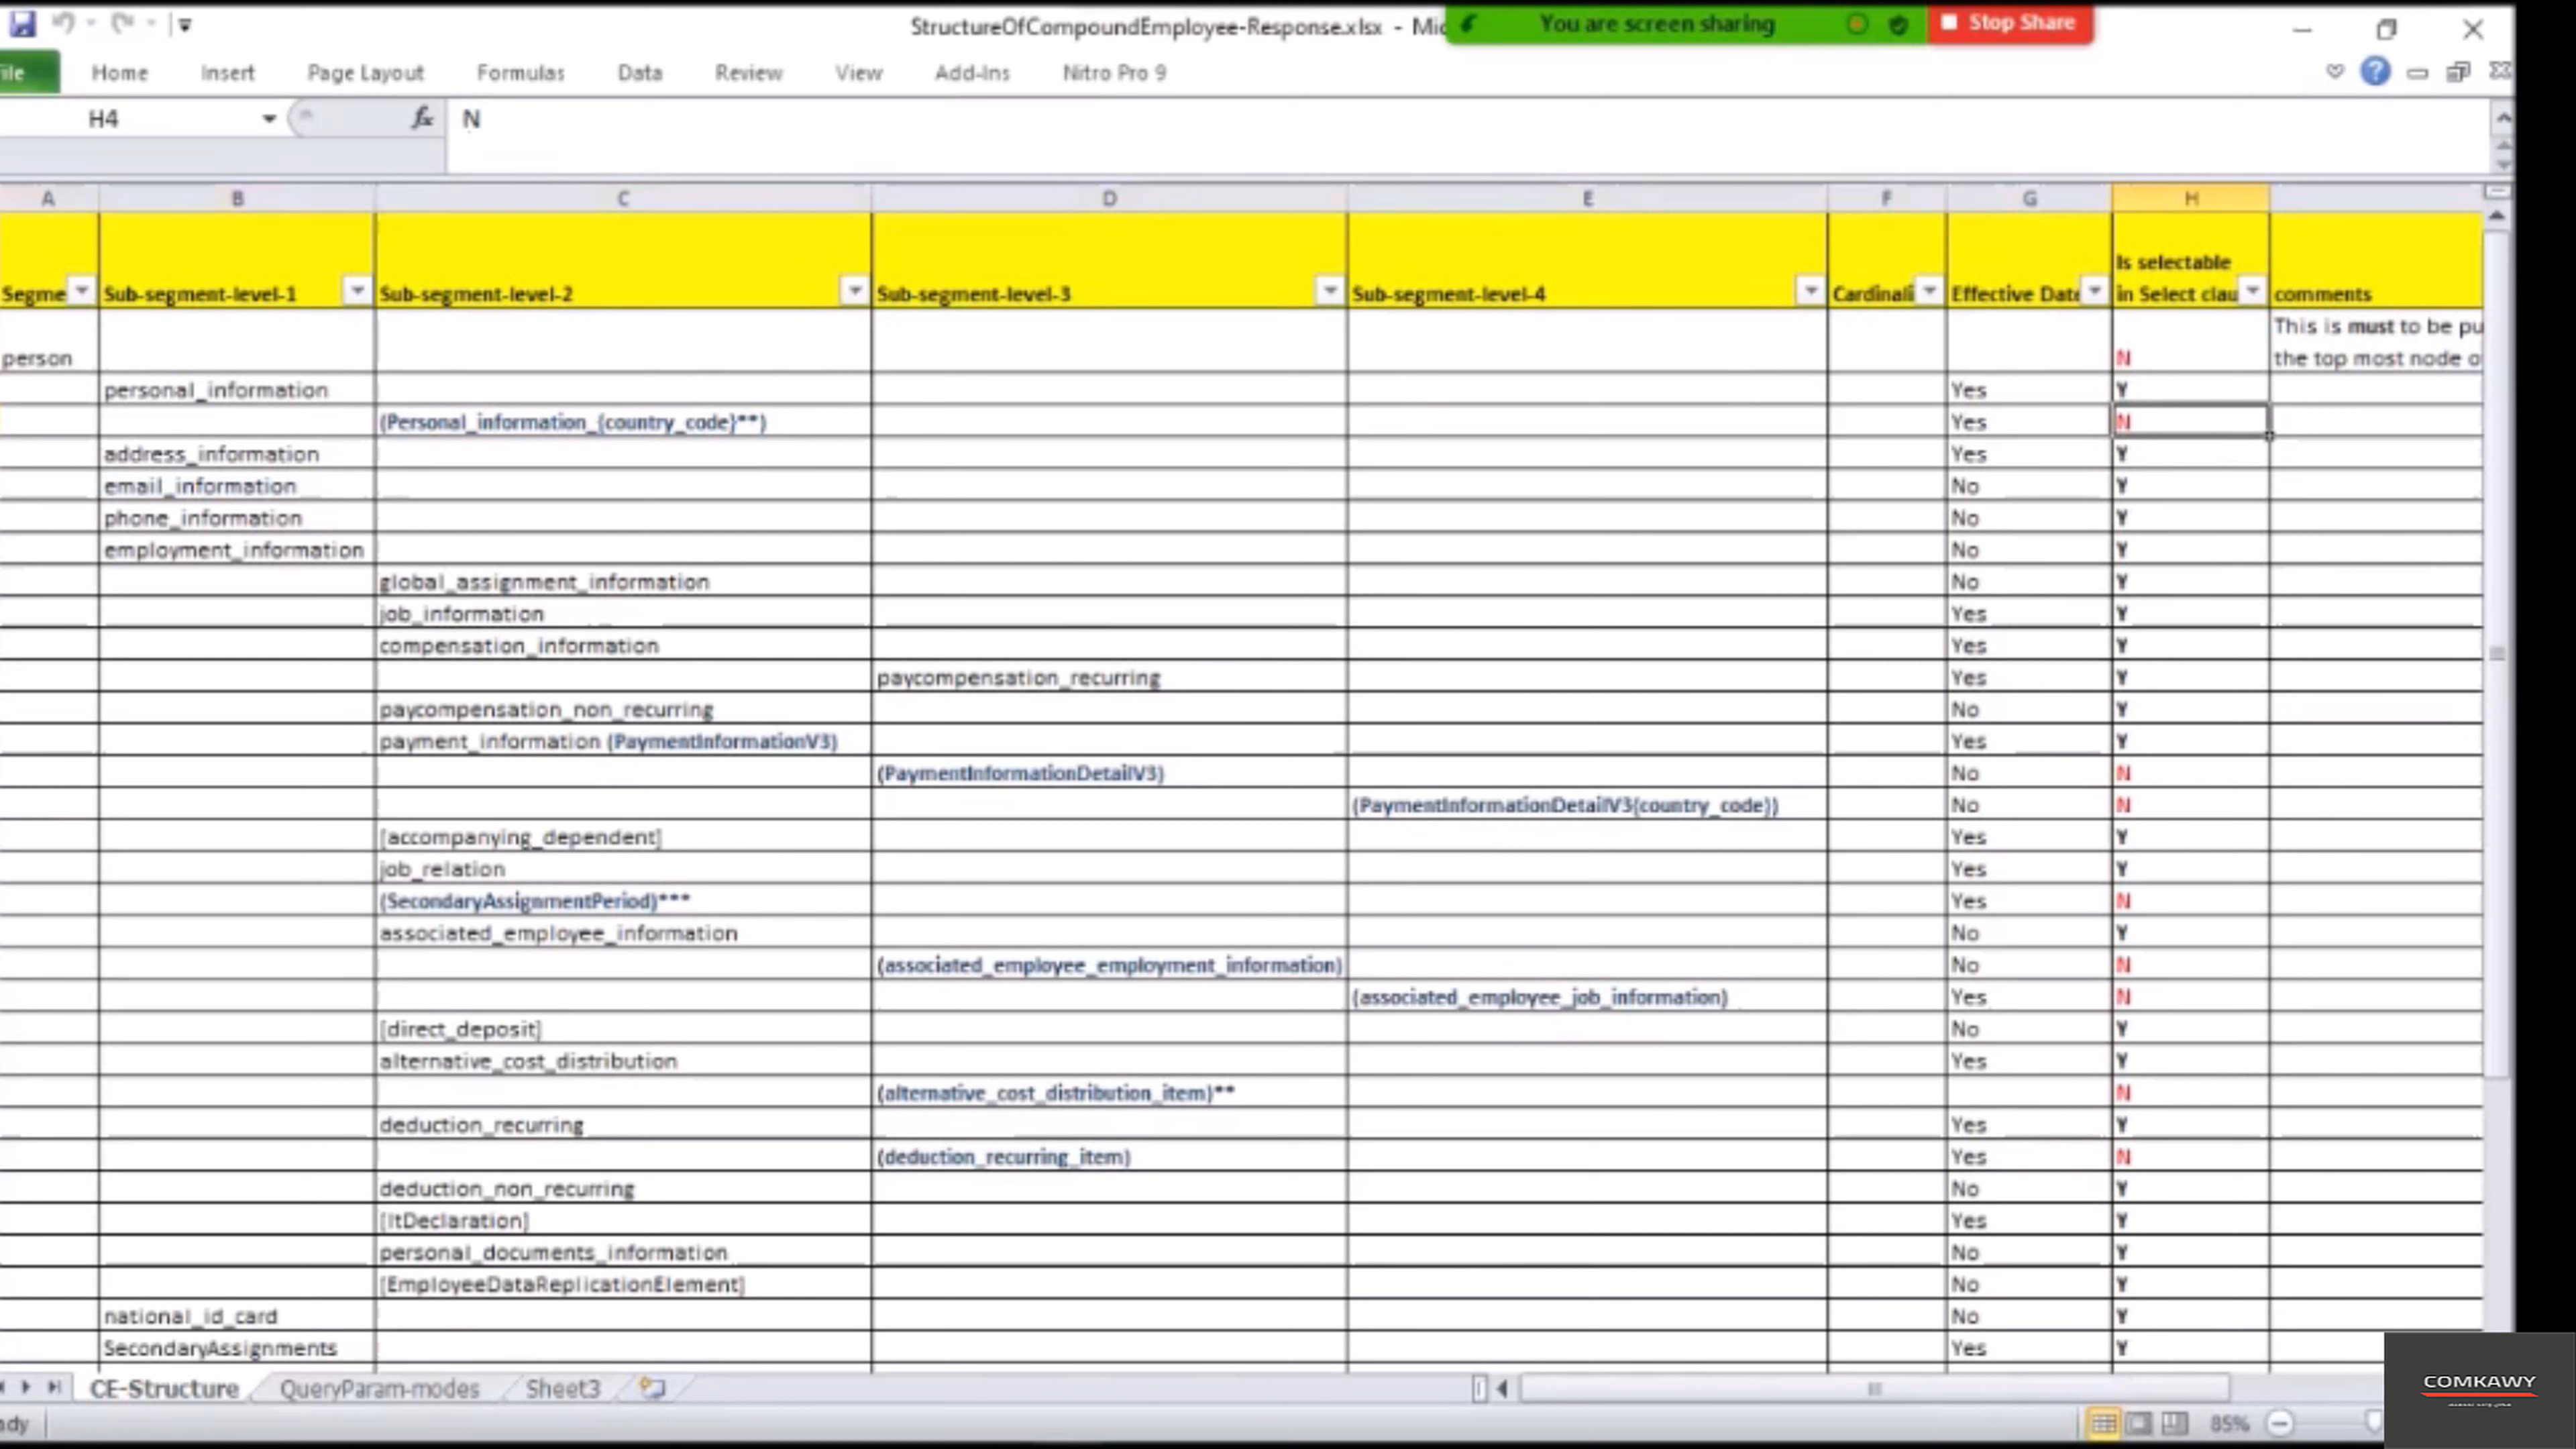 StructureOfCompoundEmployee-Response.xlsx - Mic
You are screen sharing
Stop Share
ile Home Insert Page Layout Formulas Data Review View Add-Ins Nitro Pro 9
H4 fx N
A B C D E F G H
Is selectable
Segme Sub-segment-level-1 Sub-segment-level-2 Sub-segment-level-3 Sub-segment-level-4 Cardinali Effective Date in Select clau comments
This is must to be pu
person N the top most node o
personal_information Yes Y
(Personal_information_{country_code}**) Yes N
address_information Yes Y
email_information No Y
phone_information No Y
employment_information No Y
global_assignment_information No Y
job_information Yes Y
compensation_information Yes Y
paycompensation_recurring Yes Y
paycompensation_non_recurring No Y
payment_information (PaymentInformationV3) Yes Y
(PaymentInformationDetailV3) No N
(PaymentInformationDetailV3{country_code}) No N
[accompanying_dependent] Yes Y
job_relation Yes Y
(SecondaryAssignmentPeriod)*** Yes N
associated_employee_information No Y
(associated_employee_employment_information) No N
(associated_employee_job_information) Yes N
[direct_deposit] No Y
alternative_cost_distribution Yes Y
(alternative_cost_distribution_item)** N
deduction_recurring Yes Y
(deduction_recurring_item) Yes N
deduction_non_recurring No Y
[ItDeclaration] Yes Y
personal_documents_information No Y
[EmployeeDataReplicationElement] No Y
national_id_card No Y
SecondaryAssignments Yes Y
CE-Structure QueryParam-modes Sheet3
ady 85%
COMKAWY